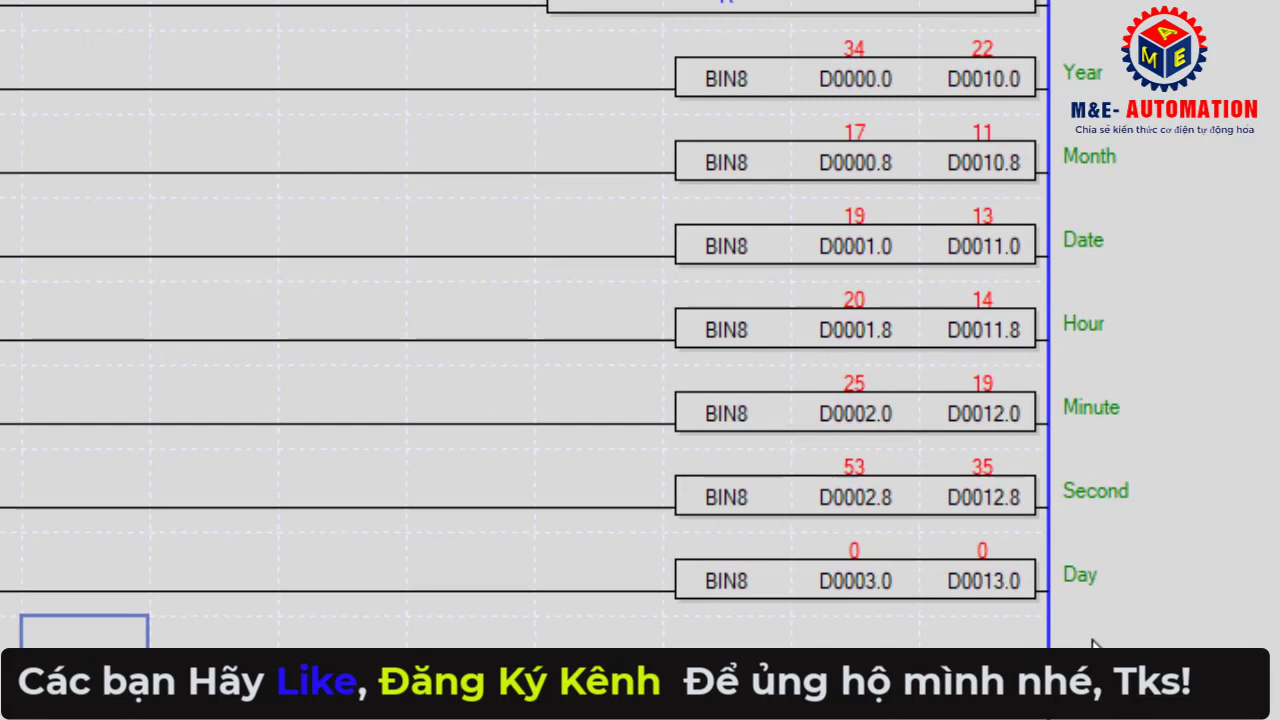 34 22
BIN8 D0000.0 D0010.0 Year
17 11
BIN8 D0000.8 D0010.8 Month
19 13
BIN8 D0001.0 D0011.0 Date
20 14
BIN8 D0001.8 D0011.8 Hour
25 19
BIN8 D0002.0 D0012.0 Minute
53 35
BIN8 D0002.8 D0012.8 Second
0 0
BIN8 D0003.0 D0013.0 Day
M A E
M&E- AUTOMATION
Chia sẻ kiến thức cơ điện tự động hóa
Các bạn Hãy Like, Đăng Ký Kênh Để ủng hộ mình nhé, Tks!